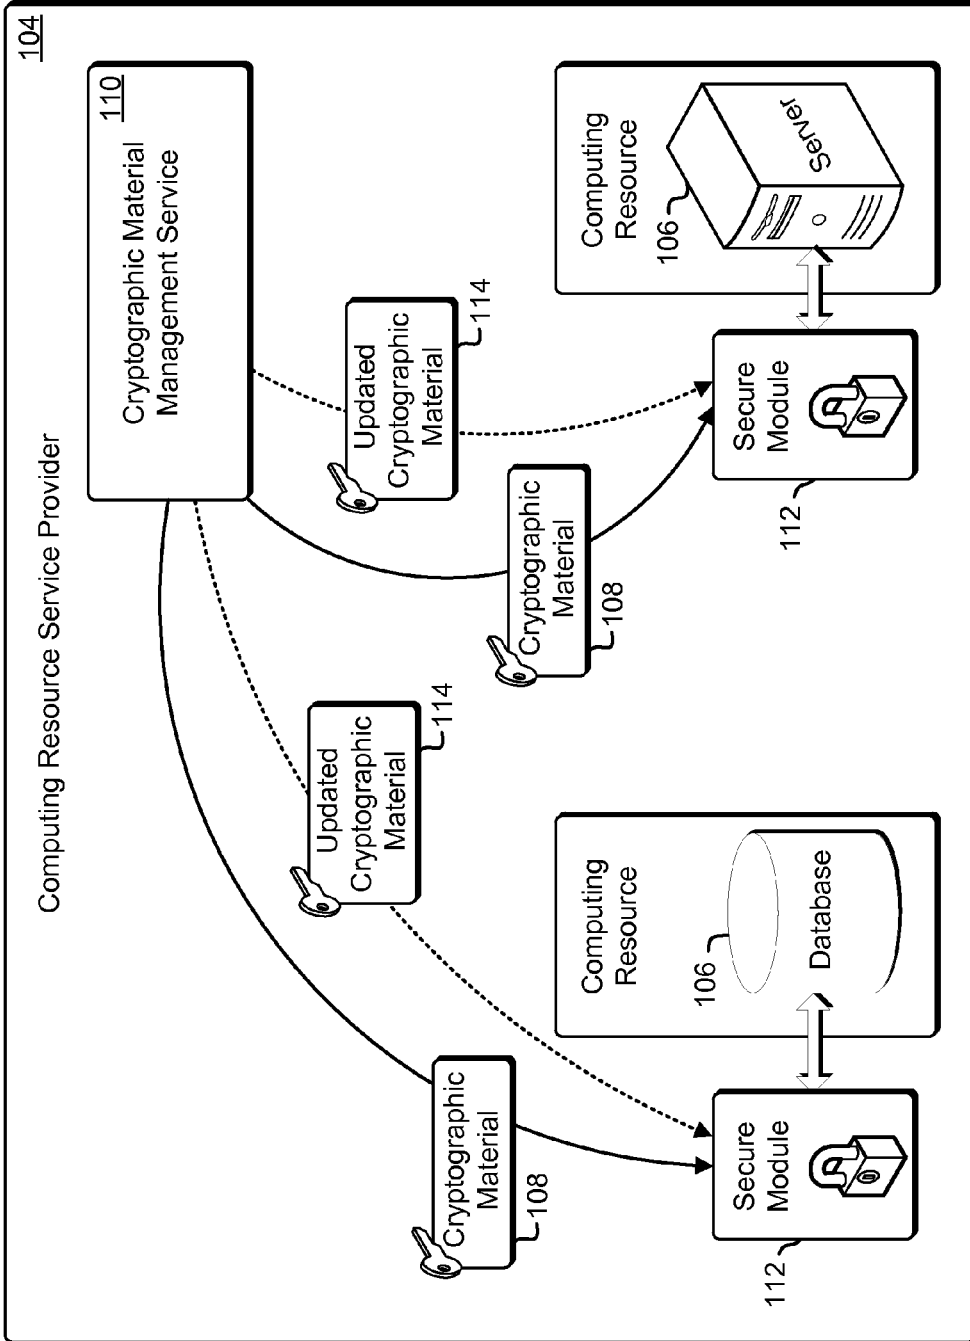 104
Computing Resource Service Provider
110
Cryptographic Material
Management Service
Updated
Cryptographic
Material
114
Updated
Cryptographic
Material
114
Cryptographic
Material
108
Cryptographic
Material
108
Secure
Module
112
Computing
Resource
106
Database
Secure
Module
112
Computing
Resource
106
Server